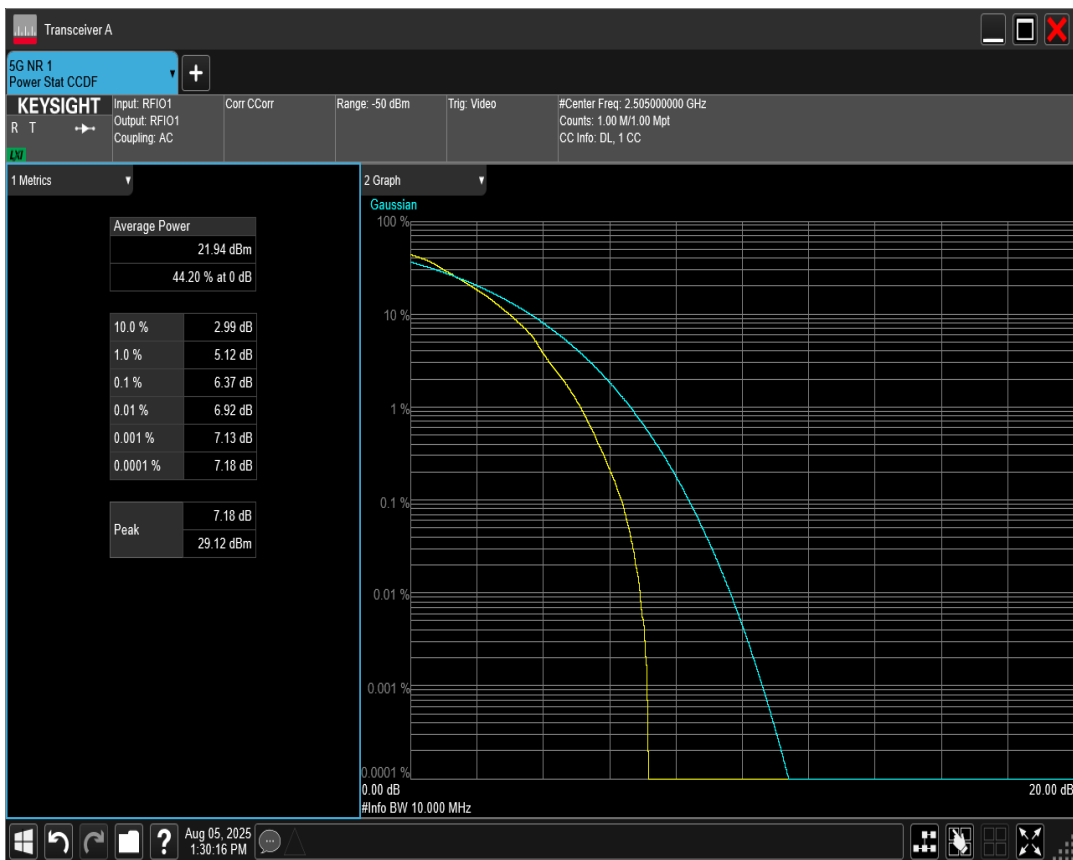 Transceiver A
5G NR 1
Power Stat CCDF
+
KEYSIGHT
R T
LXI
Input: RFIO1
Output: RFIO1
Coupling: AC
Corr CCorr
Range: -50 dBm
Trig: Video
#Center Freq: 2.505000000 GHz
Counts: 1.00 M/1.00 Mpt
CC Info: DL, 1 CC
1 Metrics
Average Power
21.94 dBm
44.20 % at 0 dB
10.0 % 2.99 dB
1.0 % 5.12 dB
0.1 % 6.37 dB
0.01 % 6.92 dB
0.001 % 7.13 dB
0.0001 % 7.18 dB
Peak
7.18 dB
29.12 dBm
2 Graph
Gaussian
100 %
10 %
1 %
0.1 %
0.01 %
0.001 %
0.0001 %
0.00 dB 20.00 dB
#Info BW 10.000 MHz
?
Aug 05, 2025
1:30:16 PM